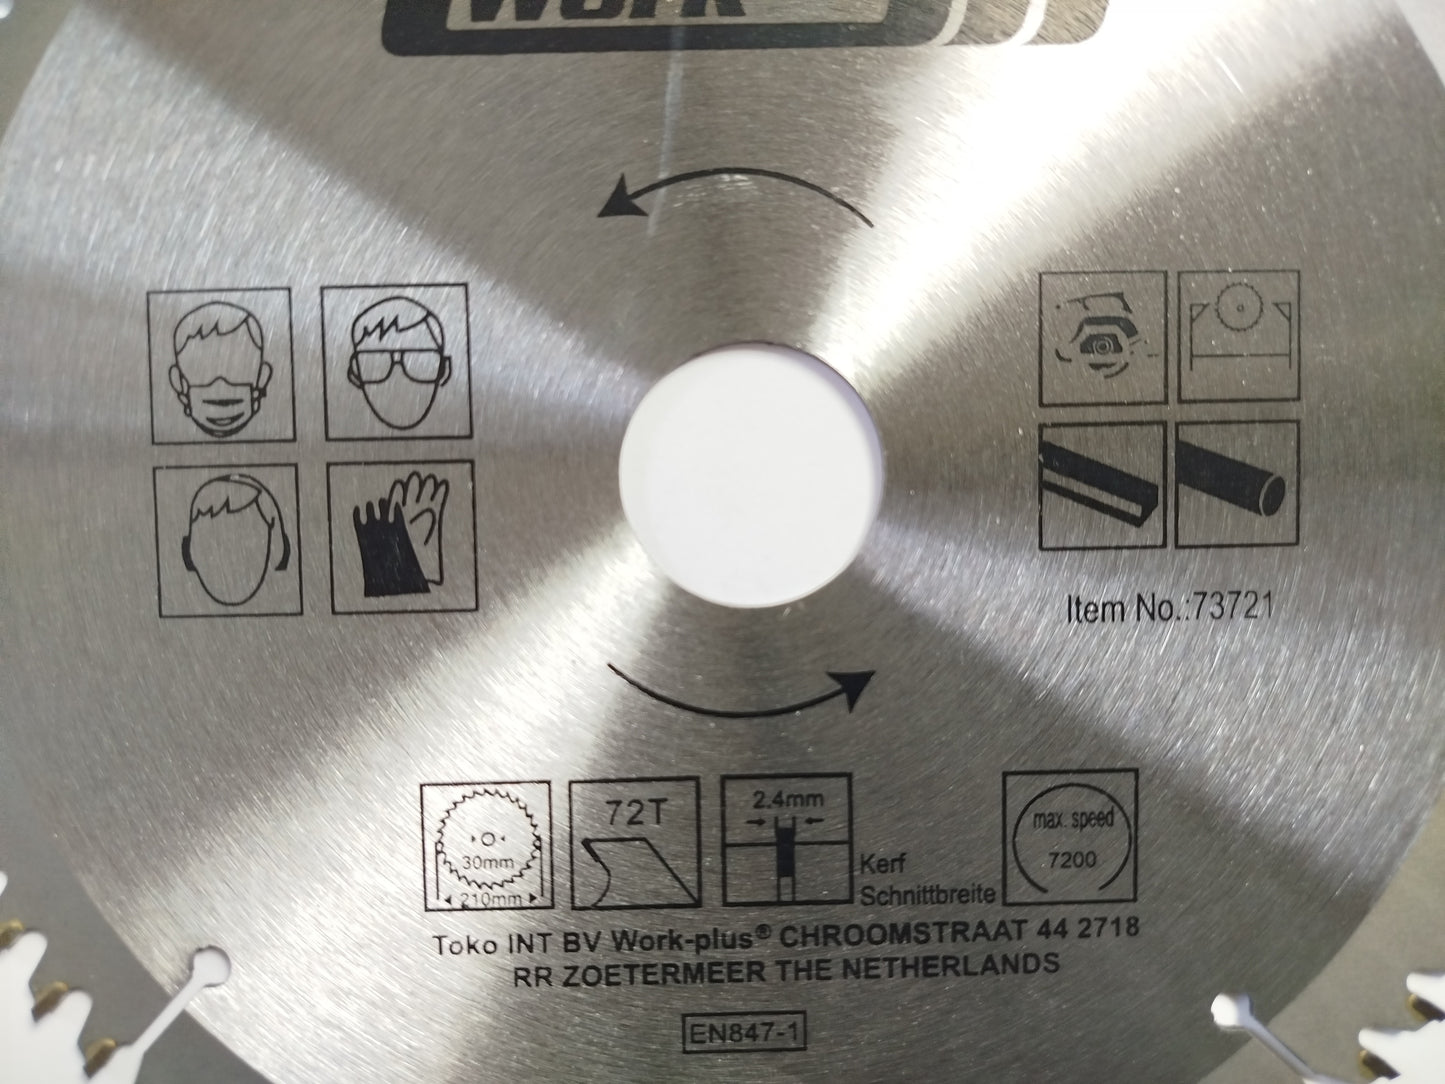 Work
Item No.:73721
30mm
210mm
72T
2.4mm
Kerf
Schnittbreite
max. speed
7200
Toko INT BV Work-plus® CHROOMSTRAAT 44 2718
RR ZOETERMEER THE NETHERLANDS
EN847-1